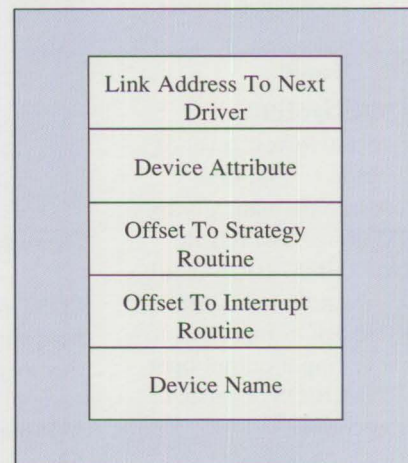 Link Address To Next
Driver
Device Attribute
Offset To Strategy
Routine
Offset To Interrupt
Routine
Device Name